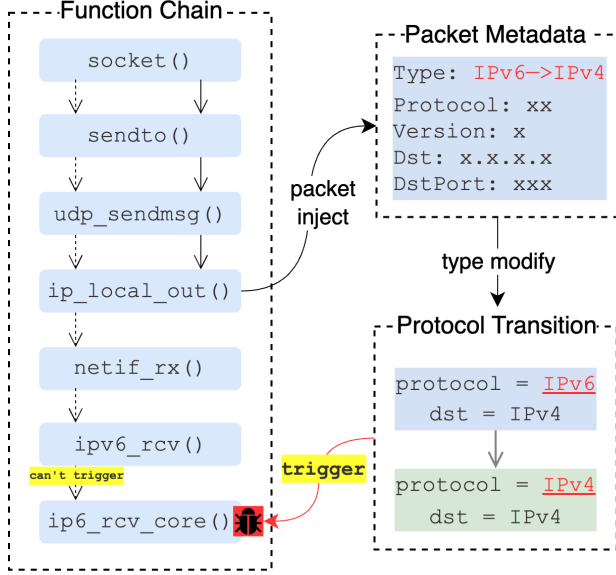 Function Chain
socket()
sendto()
udp_sendmsg()
ip_local_out()
netif_rx()
ipv6_rcv()
can't trigger
ip6_rcv_core()
packet
inject
Packet Metadata
Type: IPv6—>IPv4
Protocol: xx
Version: x
Dst: x.x.x.x
DstPort: xxx
type modify
Protocol Transition
protocol = IPv6
dst = IPv4
protocol = IPv4
dst = IPv4
trigger